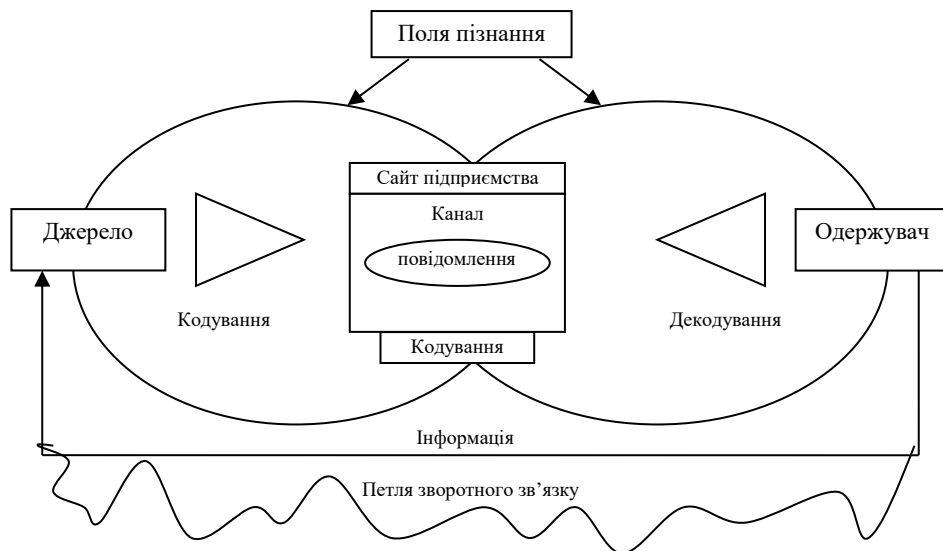 Поля пізнання
Сайт підприємства
Канал
Джерело
повідомлення
Одержувач
Кодування
Декодування
Кодування
Інформація
Петля зворотного зв’язку